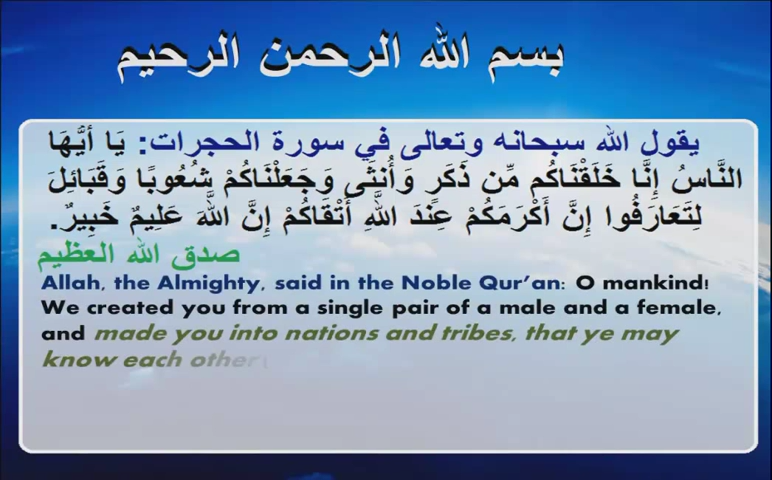 بسم الله الرحمن الرحيم
يقول الله سبحانه وتعالى في سورة الحجرات: يَا أَيُّهَا
النَّاسُ إِنَّا خَلَقْنَاكُم مِّن ذَكَرٍ وَأُنثَى وَجَعَلْنَاكُمْ شُعُوبًا وَقَبَائِلَ
لِتَعَارَفُوا إِنَّ أَكْرَمَكُمْ عِندَ اللَّهِ أَتْقَاكُمْ إِنَّ اللَّهَ عَلِيمٌ خَبِيرٌ.
صدق الله العظيم
Allah, the Almighty, said in the Noble Qur'an: O mankind!
We created you from a single pair of a male and a female,
and made you into nations and tribes, that ye may
know each other